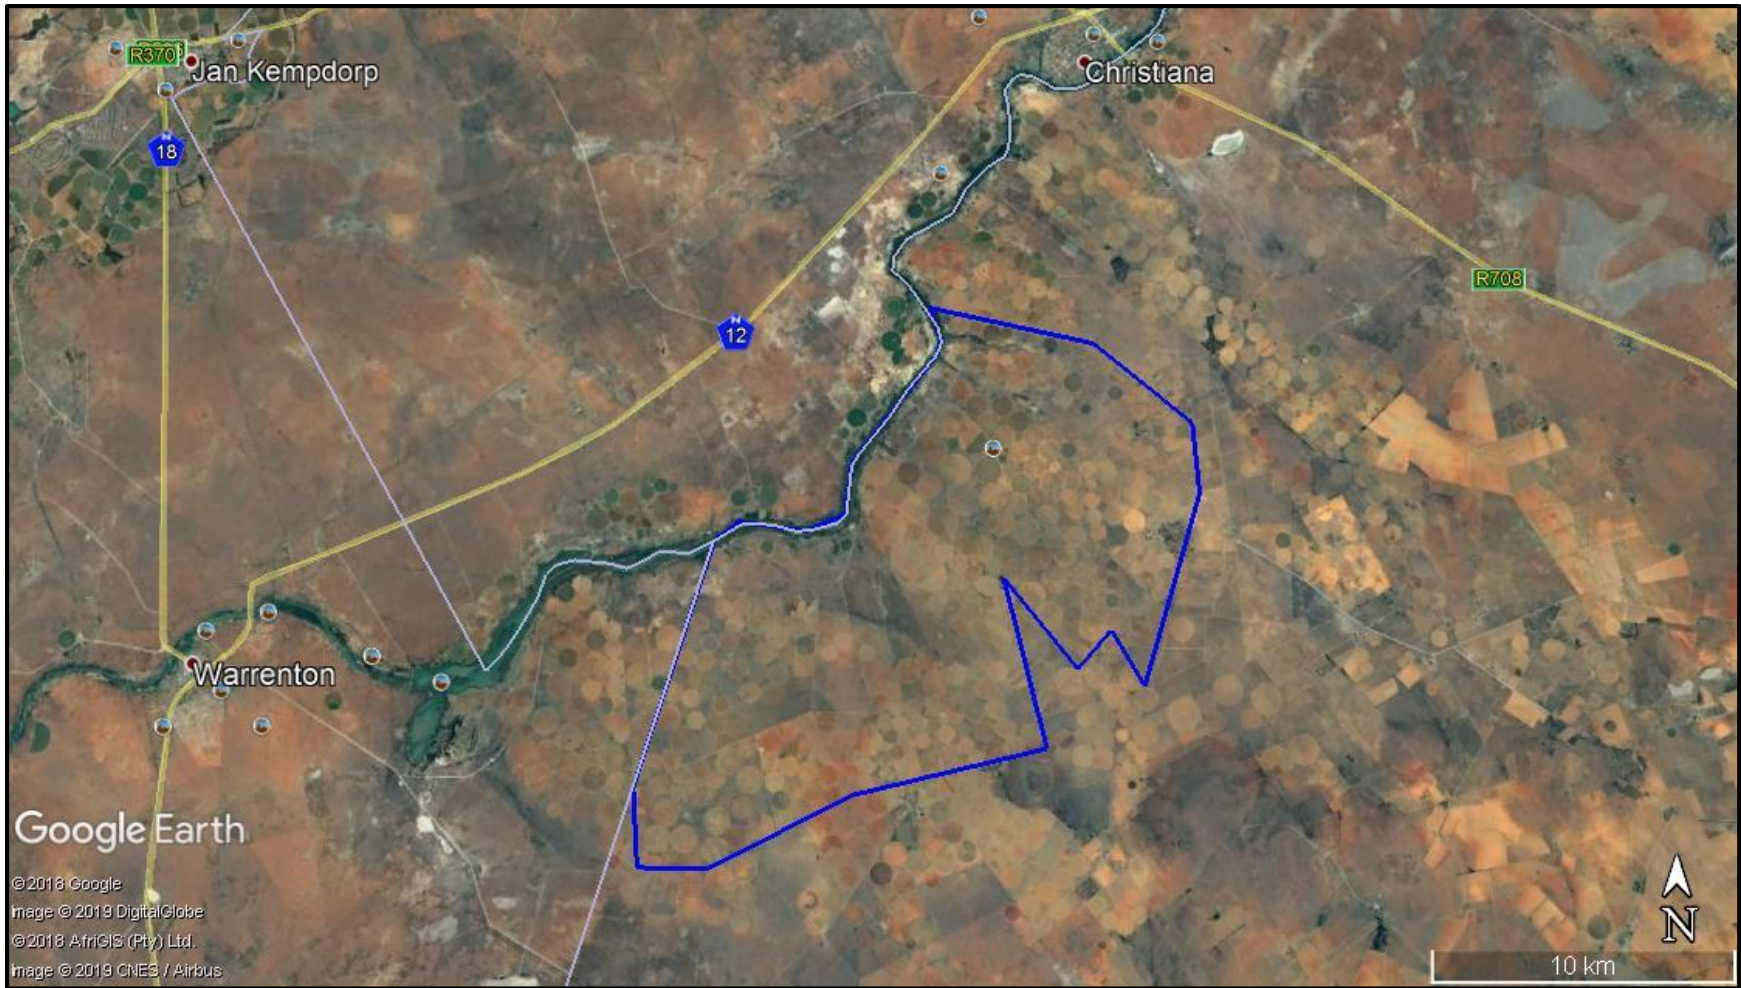 R370
Jan Kempdorp
Christiana
N
18
R708
N
12
Warrenton
Google Earth
© 2018 Google
Image © 2019 DigitalGlobe
© 2018 AfriGIS (Pty) Ltd.
Image © 2019 CNES / Airbus
N
10 km